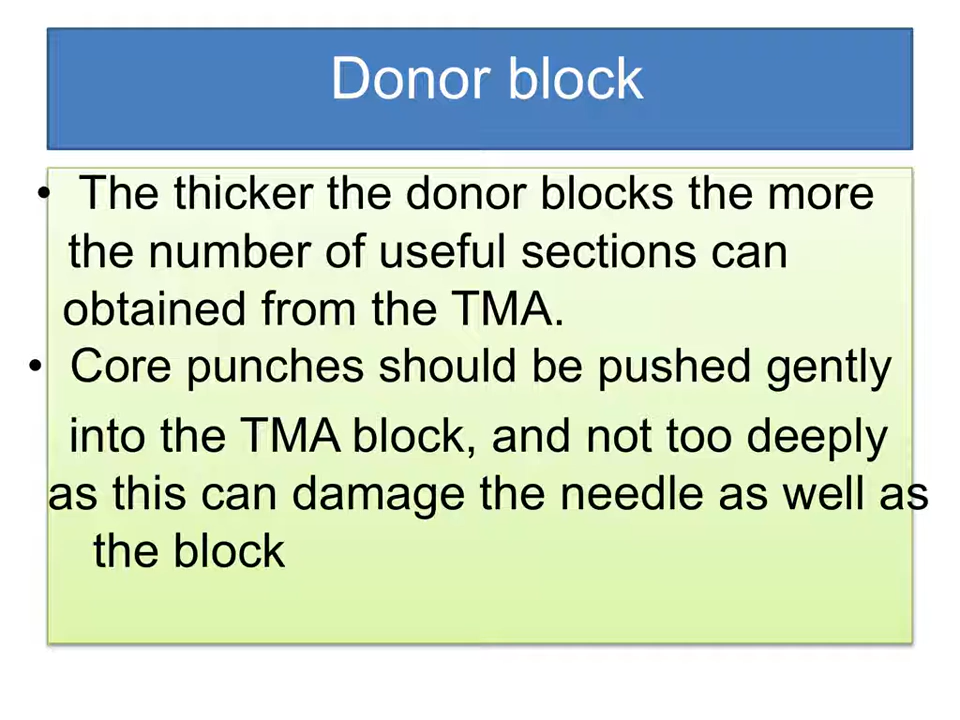 Donor block
• The thicker the donor blocks the more
the number of useful sections can
obtained from the TMA.
• Core punches should be pushed gently
into the TMA block, and not too deeply
as this can damage the needle as well as
the block